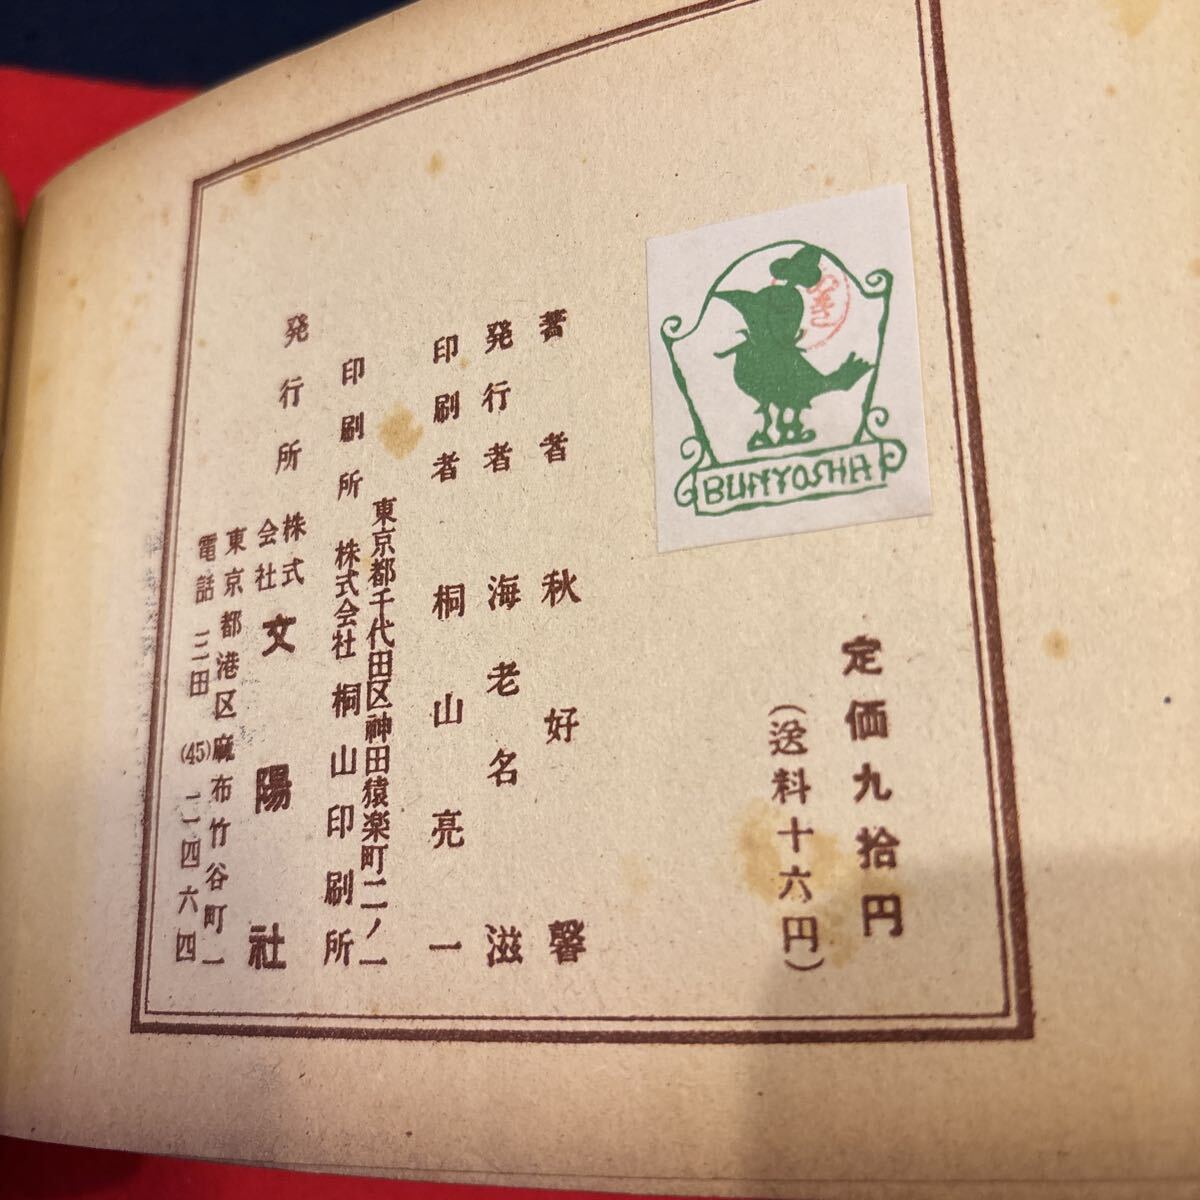 BUNYOSHA
定価九拾円
(送料十六円)
著者 秋好馨
発行者 海老名滋
印刷者 桐山亮一
東京都千代田区神田猿楽町二ノ一
印刷所 株式会社 桐山印刷所
発行所 株式会社 文陽社
東京都港区麻布竹谷町一
電話 三田 (45) 二四六四